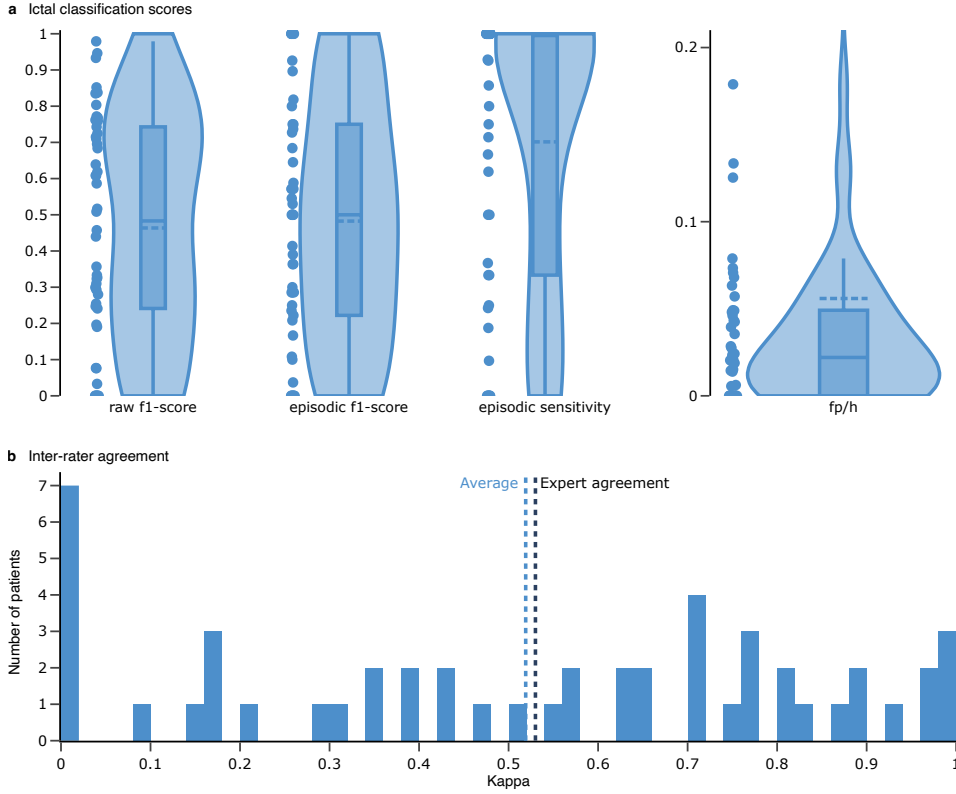 a Ictal classification scores
1
0.9
0.8
0.7
0.6
0.5
0.4
0.3
0.2
0.1
0
0.2
0.1
0
raw f1-score
episodic f1-score
episodic sensitivity
fp/h
b Inter-rater agreement
Average
Expert agreement
Number of patients
7
6
5
4
3
2
1
0
0 0.1 0.2 0.3 0.4 0.5 0.6 0.7 0.8 0.9 1
Kappa